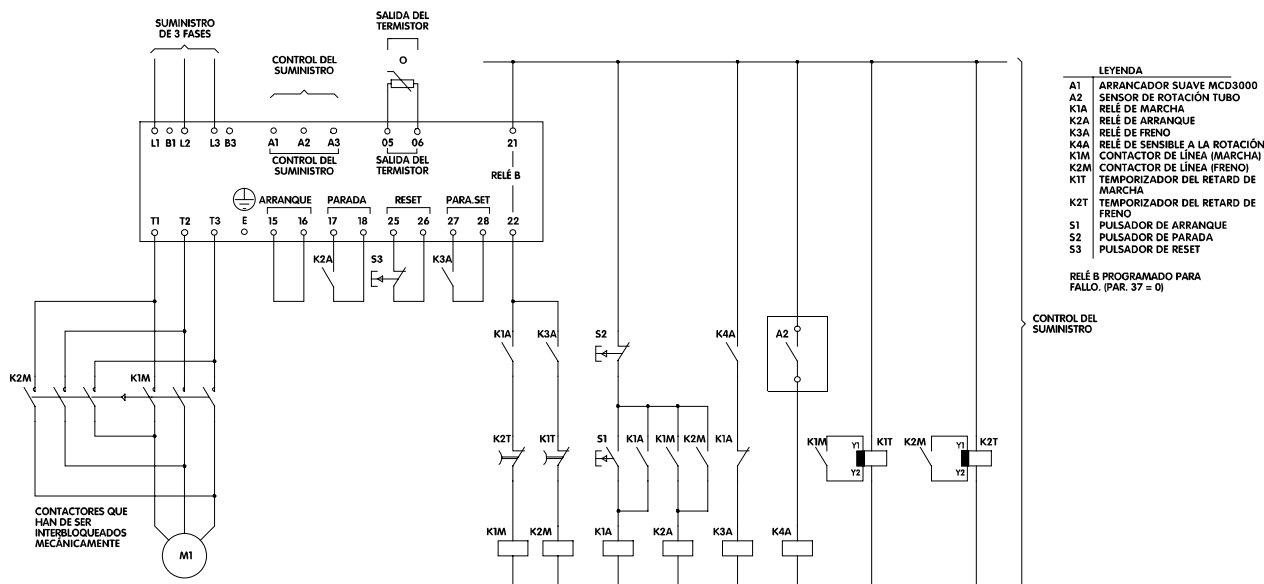 SUMINISTRO
DE 3 FASES
SALIDA DEL
TERMISTOR
CONTROL DEL
SUMINISTRO
L1 B1 L2 L3 B3 A1 A2 A3 05 06 21
CONTROL DEL
SUMINISTRO
SALIDA DEL
TERMISTOR
RELÉ B
ARRANQUE PARADA RESET PARA.SET
T1 T2 T3 E 15 16 17 18 25 26 27 28 22
K2A S3 K3A
K1A K3A S2 K4A A2
K2M K1M
K2T K1T S1 K1A K1M K2M K1A K1M Y1 K1T K2M Y1 K2T
Y2 Y2
CONTACTORES QUE
HAN DE SER
INTERBLOQUEADOS
MECÁNICAMENTE
M1
K1M K2M K1A K2A K3A K4A
CONTROL DEL
SUMINISTRO
LEYENDA
A1 ARRANCADOR SUAVE MCD3000
A2 SENSOR DE ROTACIÓN TUBO
K1A RELÉ DE MARCHA
K2A RELÉ DE ARRANQUE
K3A RELÉ DE FRENO
K4A RELÉ DE SENSIBLE A LA ROTACIÓN
K1M CONTACTOR DE LÍNEA (MARCHA)
K2M CONTACTOR DE LÍNEA (FRENO)
K1T TEMPORIZADOR DEL RETARD DE
MARCHA
K2T TEMPORIZADOR DEL RETARD DE
FRENO
S1 PULSADOR DE ARRANQUE
S2 PULSADOR DE PARADA
S3 PULSADOR DE RESET
RELÉ B PROGRAMADO PARA
FALLO. (PAR. 37 = 0)